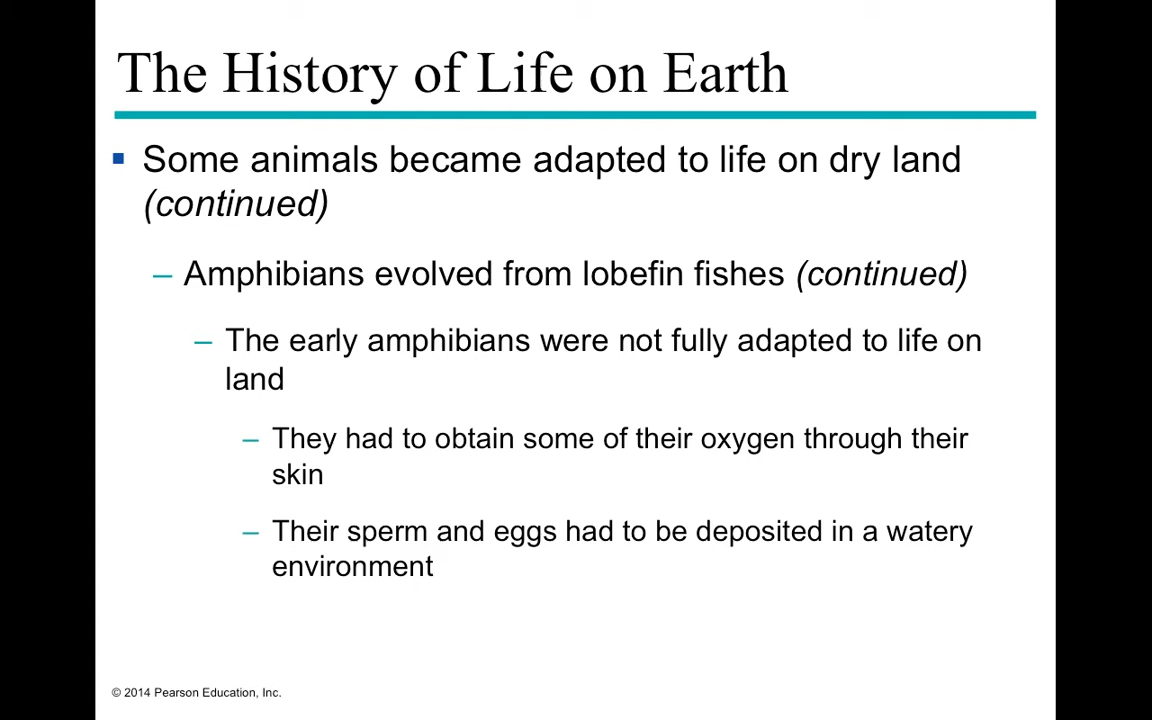 The History of Life on Earth
▪ Some animals became adapted to life on dry land
(continued)
– Amphibians evolved from lobefin fishes (continued)
– The early amphibians were not fully adapted to life on
land
– They had to obtain some of their oxygen through their
skin
– Their sperm and eggs had to be deposited in a watery
environment
© 2014 Pearson Education, Inc.